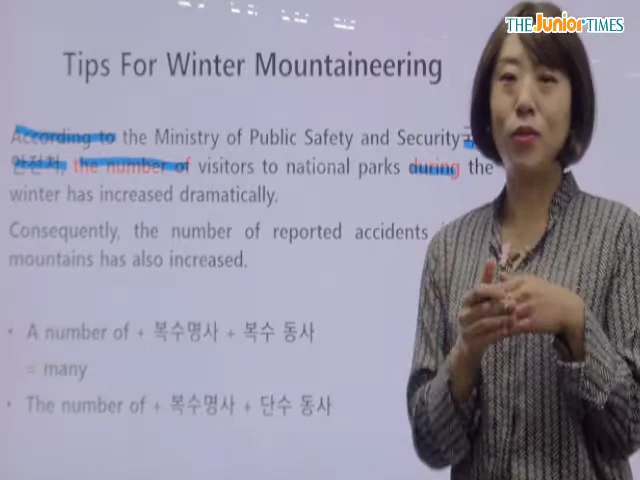 THE Junior TIMES
Tips For Winter Mountaineering
According to the Ministry of Public Safety and Security
안전처, the number of visitors to national parks during the
winter has increased dramatically.
Consequently, the number of reported accidents
mountains has also increased.
• A number of + 복수명사 + 복수 동사
= many
• The number of + 복수명사 + 단수 동사